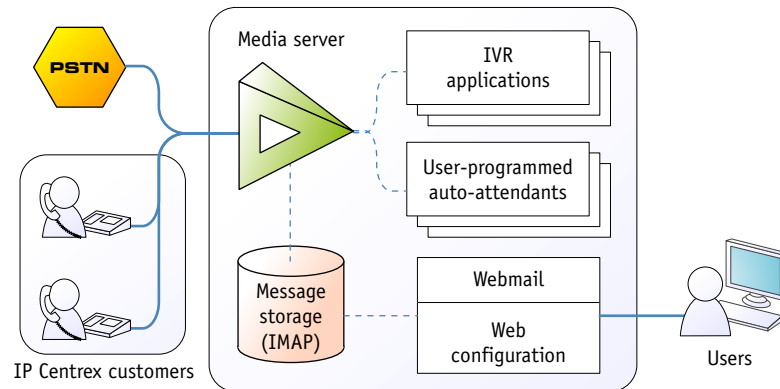 Media server
PSTN
IVR
applications
User-programmed
auto-attendants
Message
storage
(IMAP)
Webmail
Web
configuration
IP Centrex customers
Users